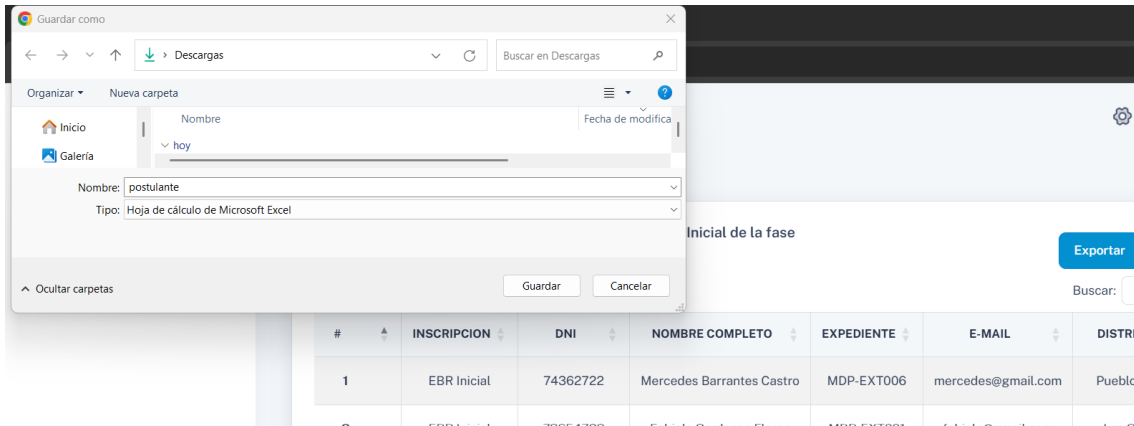 Guardar como
Descargas
Buscar en Descargas
Organizar
Nueva carpeta
Inicio
Galería
Nombre
Fecha de modifica
hoy
Nombre: postulante
Tipo: Hoja de cálculo de Microsoft Excel
Ocultar carpetas
Guardar
Cancelar
Inicial de la fase
Exportar
Buscar:
# INSCRIPCION DNI NOMBRE COMPLETO EXPEDIENTE E-MAIL DISTRI
1 EBR Inicial 74362722 Mercedes Barrantes Castro MDP-EXT006 mercedes@gmail.com Pueblo